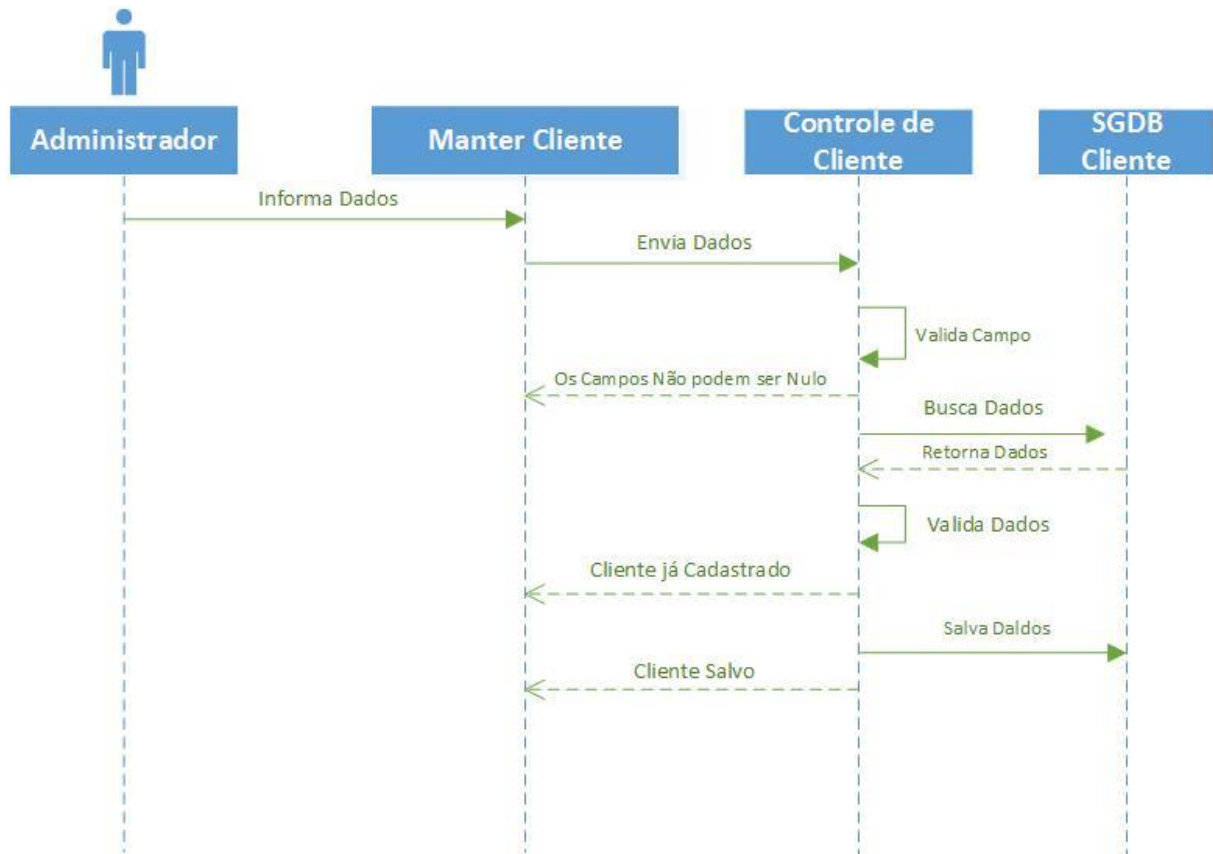 Administrador
Manter Cliente
Controle de
Cliente
SGDB
Cliente
Informa Dados
Envia Dados
Valida Campo
Os Campos Não podem ser Nulo
Busca Dados
Retorna Dados
Valida Dados
Cliente já Cadastrado
Salva Daldos
Cliente Salvo